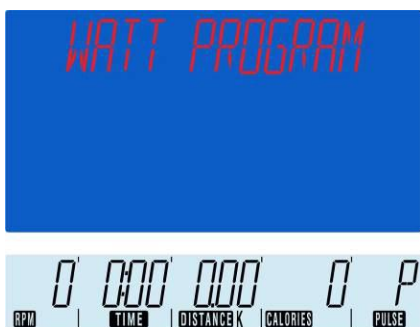 WATT PROGRAM
0 0:00 0.00 0 P
RPM TIME DISTANCE K CALORIES PULSE